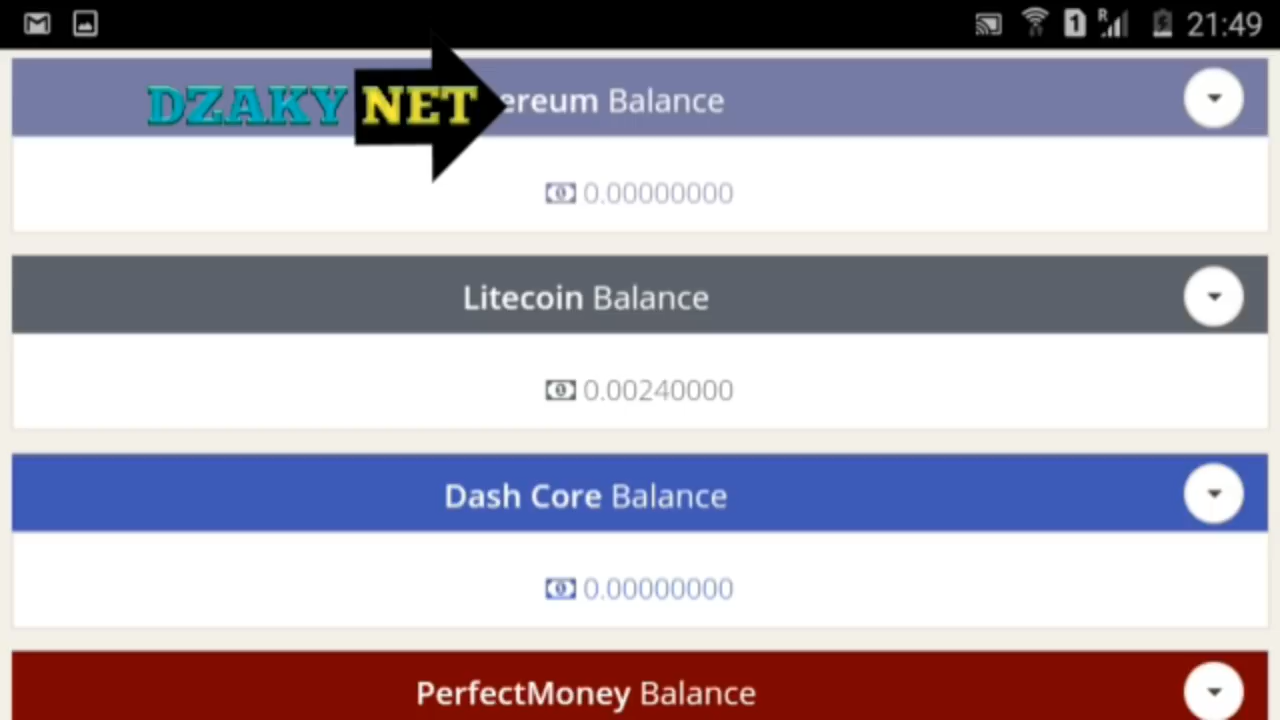 21:49
DZAKY NET
ereum Balance
0.00000000
Litecoin Balance
0.00240000
Dash Core Balance
0.00000000
PerfectMoney Balance